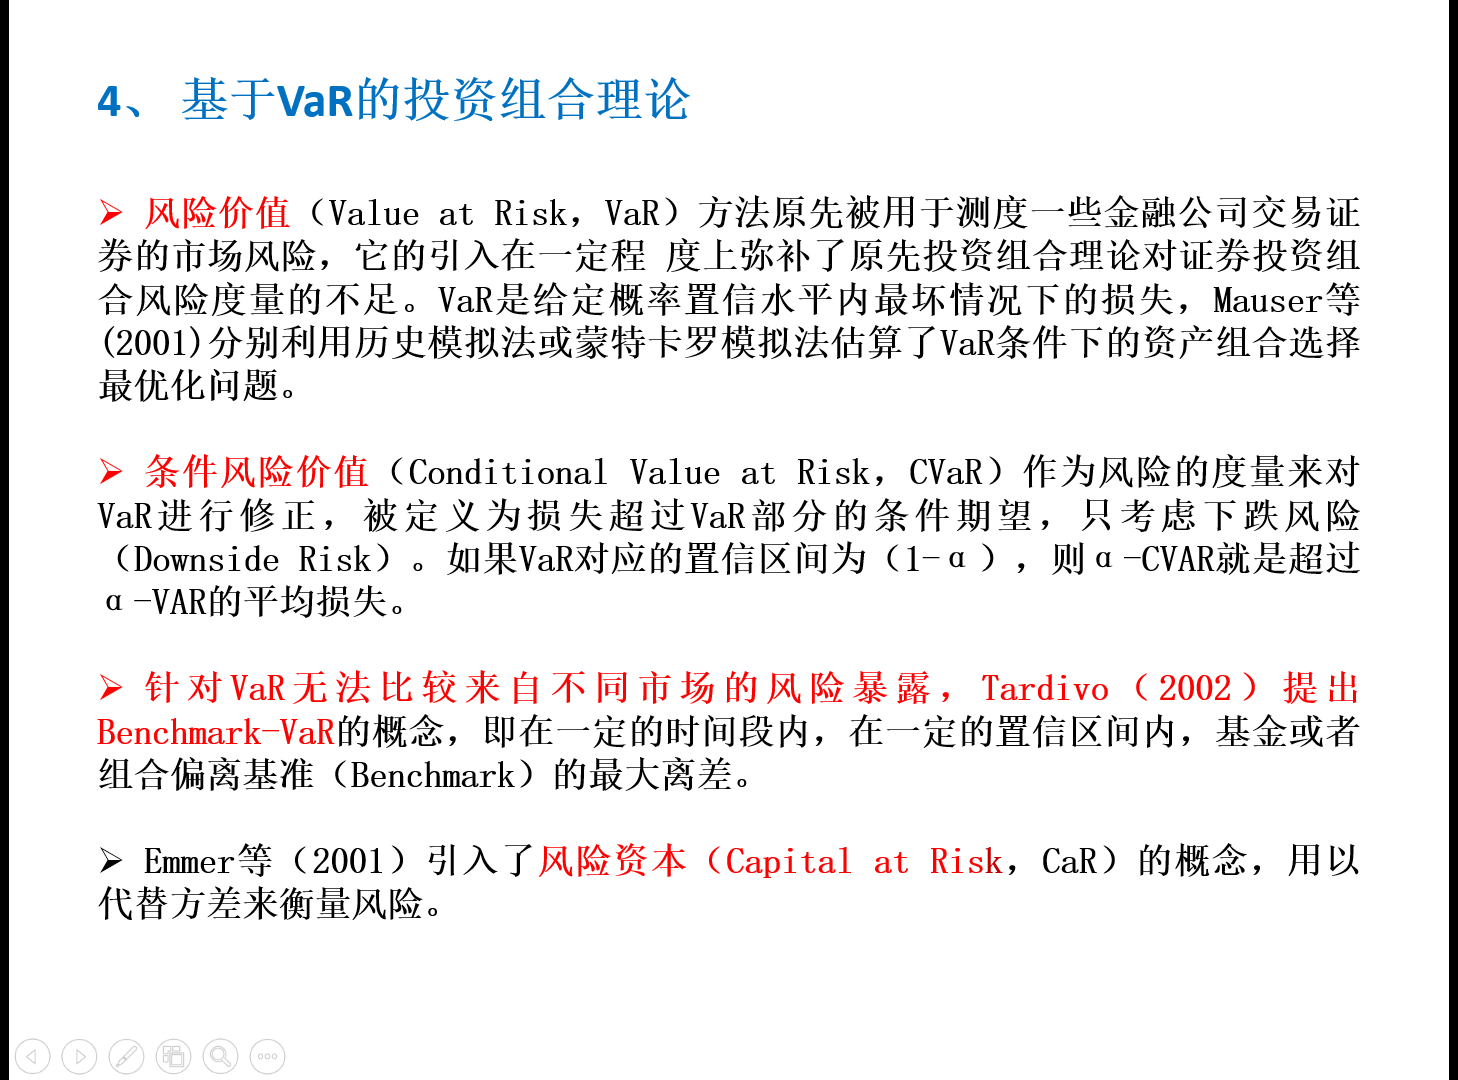 4、 基于VaR的投资组合理论
➢ 风险价值（Value at Risk，VaR）方法原先被用于测度一些金融公司交易证
券的市场风险，它的引入在一定程 度上弥补了原先投资组合理论对证券投资组
合风险度量的不足。VaR是给定概率置信水平内最坏情况下的损失，Mauser等
(2001)分别利用历史模拟法或蒙特卡罗模拟法估算了VaR条件下的资产组合选择
最优化问题。
➢ 条件风险价值（Conditional Value at Risk，CVaR）作为风险的度量来对
VaR进行修正，被定义为损失超过VaR部分的条件期望，只考虑下跌风险
（Downside Risk）。如果VaR对应的置信区间为（1-α），则α-CVAR就是超过
α-VAR的平均损失。
➢ 针对VaR无法比较来自不同市场的风险暴露，Tardivo（2002）提出
Benchmark-VaR的概念，即在一定的时间段内，在一定的置信区间内，基金或者
组合偏离基准（Benchmark）的最大离差。
➢ Emmer等（2001）引入了风险资本（Capital at Risk，CaR）的概念，用以
代替方差来衡量风险。